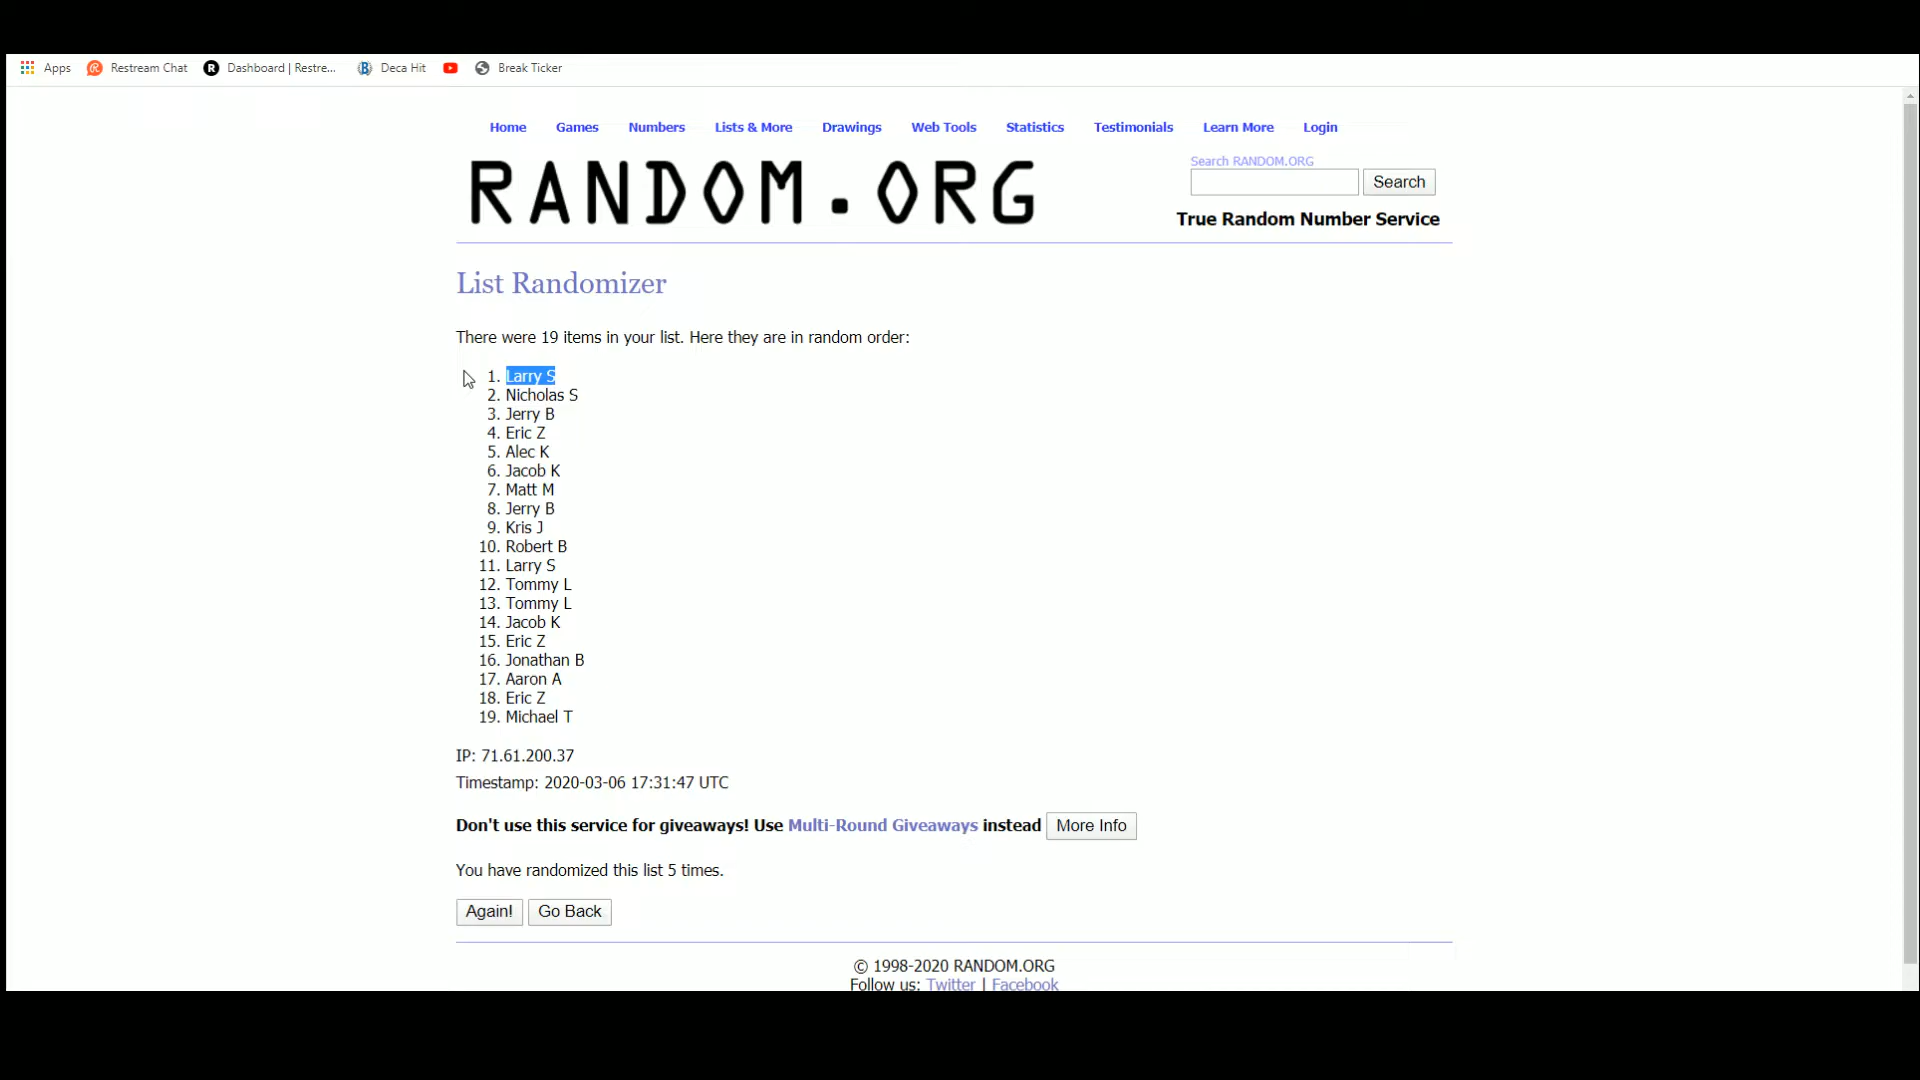 Apps Restream Chat Dashboard | Restre... Deca Hit Break Ticker
Home Games Numbers Lists & More Drawings Web Tools Statistics Testimonials Learn More Login
RANDOM.ORG
Search RANDOM.ORG
Search
True Random Number Service
List Randomizer
There were 19 items in your list. Here they are in random order:
1. Larry S
2. Nicholas S
3. Jerry B
4. Eric Z
5. Alec K
6. Jacob K
7. Matt M
8. Jerry B
9. Kris J
10. Robert B
11. Larry S
12. Tommy L
13. Tommy L
14. Jacob K
15. Eric Z
16. Jonathan B
17. Aaron A
18. Eric Z
19. Michael T
IP: 71.61.200.37
Timestamp: 2020-03-06 17:31:47 UTC
Don't use this service for giveaways! Use Multi-Round Giveaways instead More Info
You have randomized this list 5 times.
Again! Go Back
© 1998-2020 RANDOM.ORG
Follow us: Twitter | Facebook